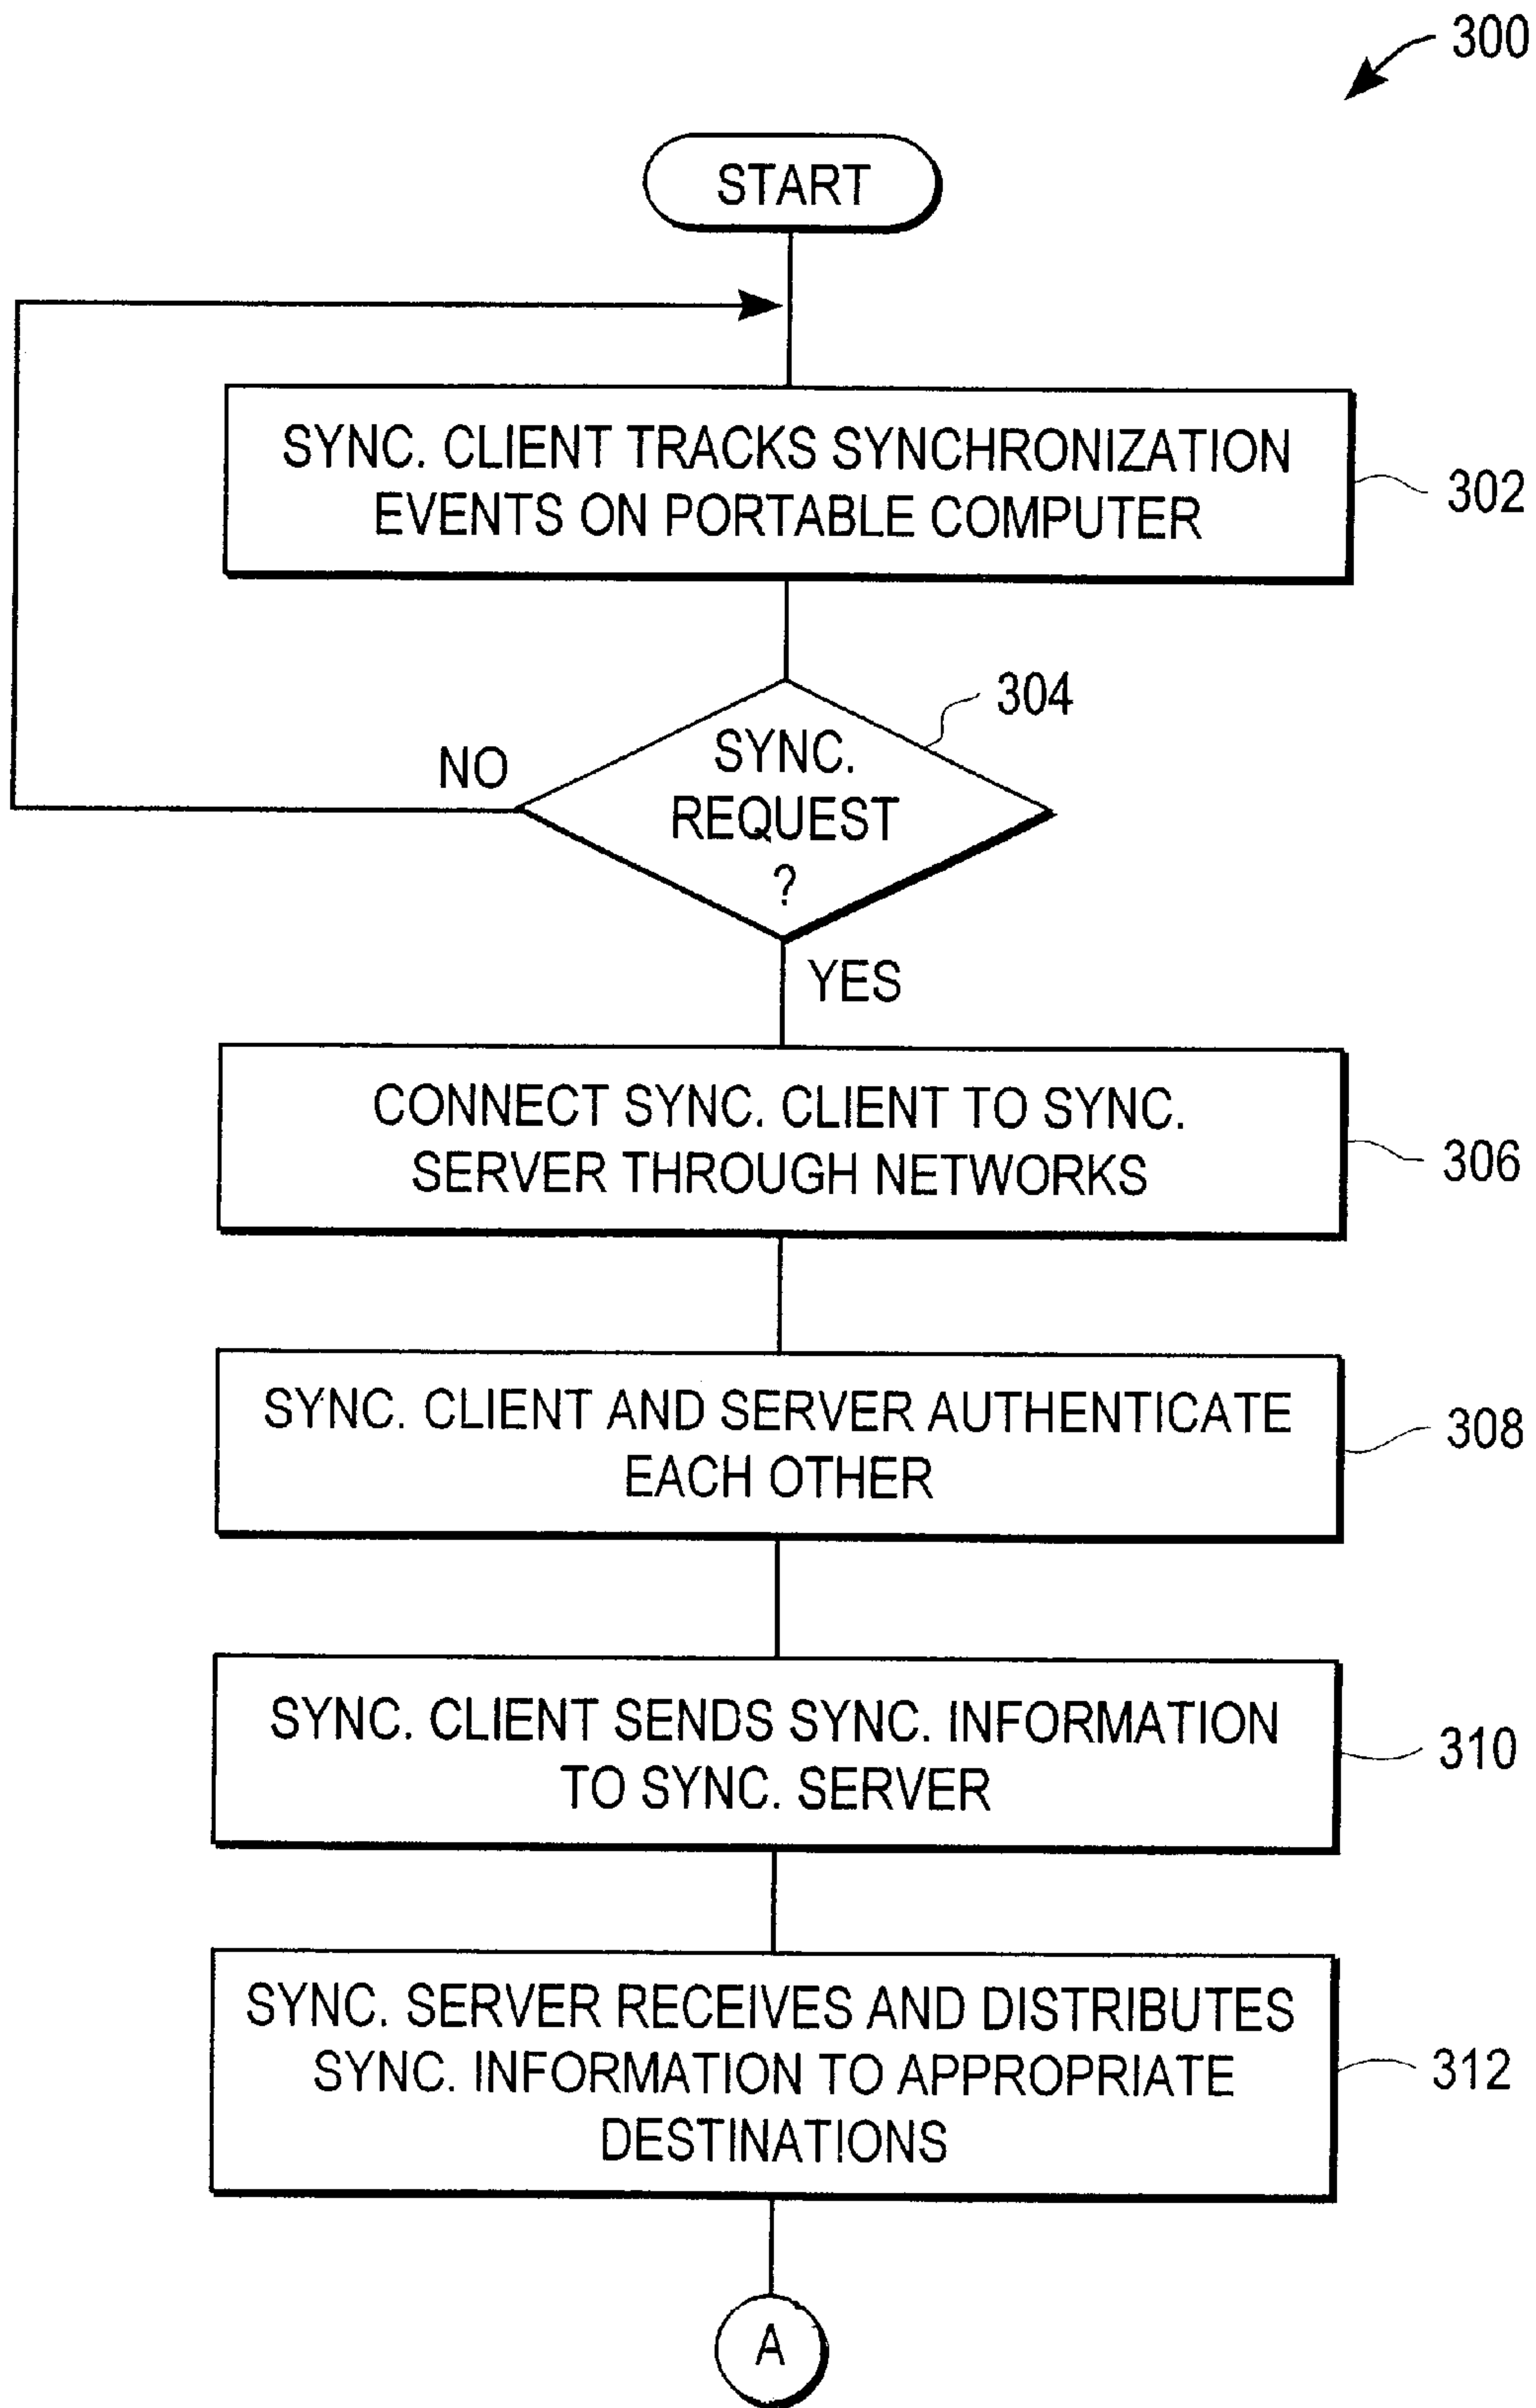 300
START
SYNC. CLIENT TRACKS SYNCHRONIZATION
EVENTS ON PORTABLE COMPUTER
302
304
SYNC.
REQUEST
?
NO
YES
CONNECT SYNC. CLIENT TO SYNC.
SERVER THROUGH NETWORKS
306
SYNC. CLIENT AND SERVER AUTHENTICATE
EACH OTHER
308
SYNC. CLIENT SENDS SYNC. INFORMATION
TO SYNC. SERVER
310
SYNC. SERVER RECEIVES AND DISTRIBUTES
SYNC. INFORMATION TO APPROPRIATE
DESTINATIONS
312
A